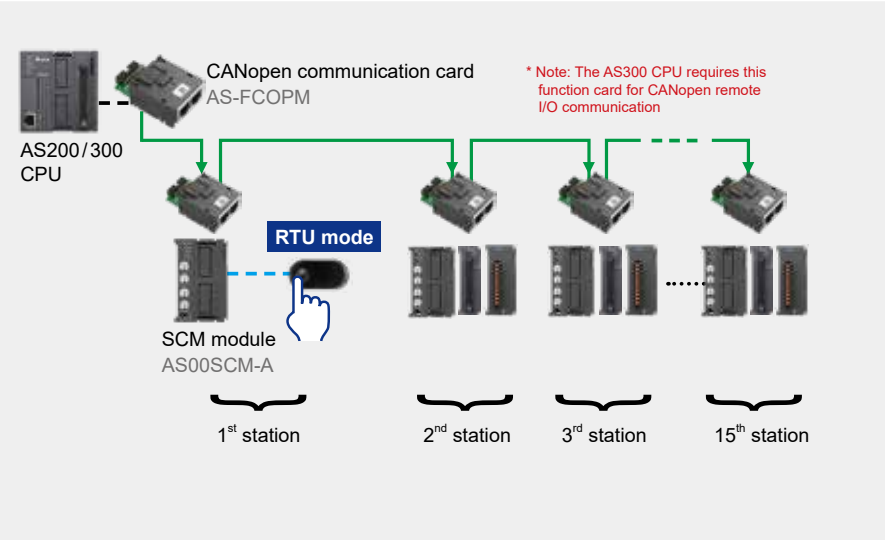 CANopen communication card
AS-FCOPM
* Note: The AS300 CPU requires this
function card for CANopen remote
I/O communication
AS200/300
CPU
RTU mode
SCM module
AS00SCM-A
1st station
2nd station
3rd station
15th station